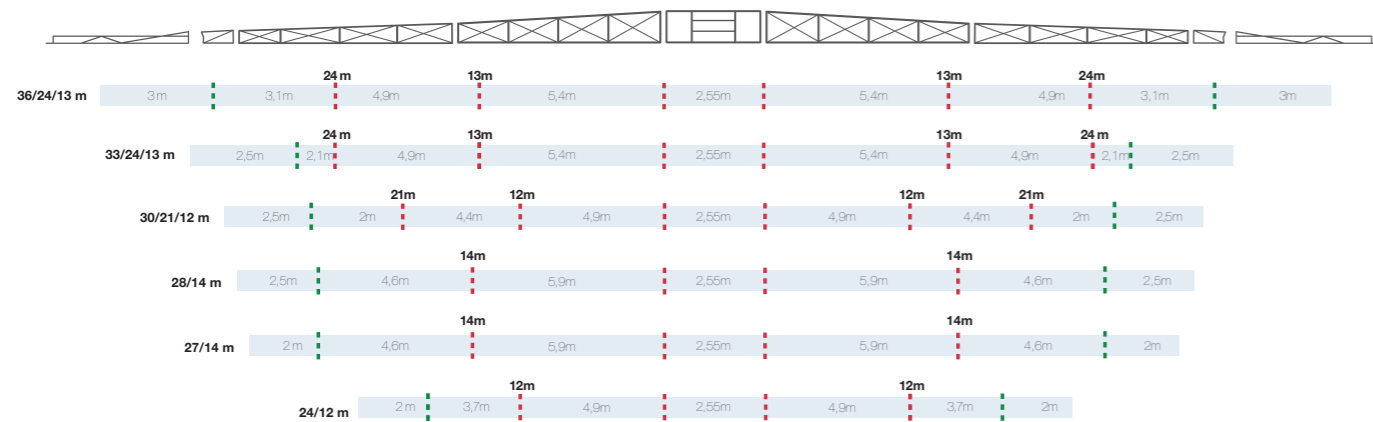 24 m 13m 13m 24m
36/24/13 m 3 m 3,1m 4,9m 5,4m 2,55m 5,4m 4,9m 3,1m 3m
24 m 13m 13m 24 m
33/24/13 m 2,5m 2,1m 4,9m 5,4m 2,55m 5,4m 4,9m 2,1m 2,5m
21m 12m 12m 21m
30/21/12 m 2,5m 2m 4,4m 4,9m 2,55m 4,9m 4,4m 2m 2,5m
14m 14m
28/14 m 2,5m 4,6m 5,9m 2,55m 5,9m 4,6m 2,5m
14m 14m
27/14 m 2 m 4,6m 5,9m 2,55m 5,9m 4,6m 2m
12m 12m
24/12 m 2 m 3,7m 4,9m 2,55m 4,9m 3,7m 2m